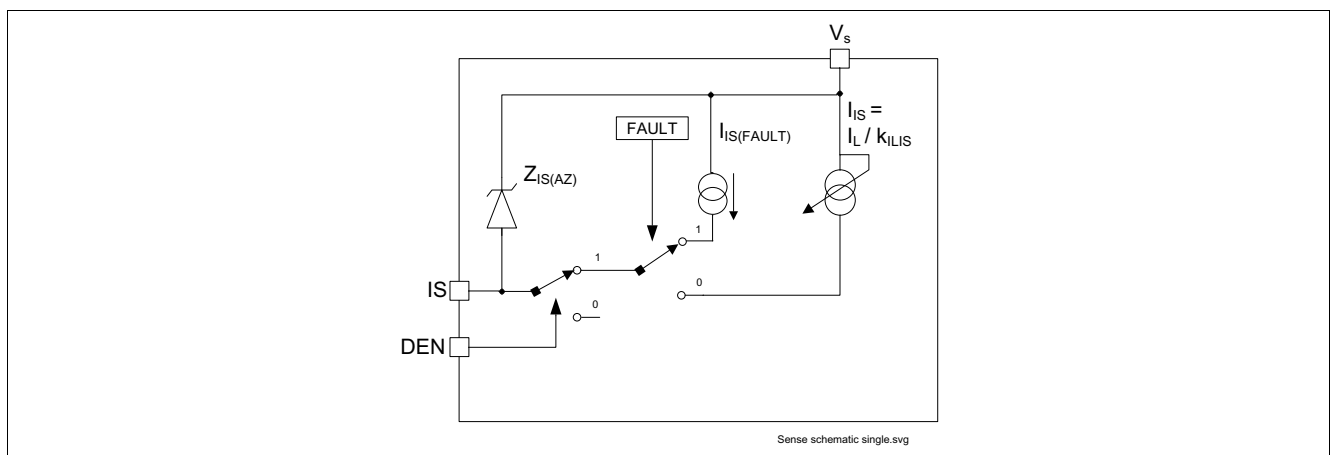 Vs
IIS =
IL / kILIS
FAULT
IIS(FAULT)
ZIS(AZ)
1
1
IS
0
0
DEN
Sense schematic single.svg